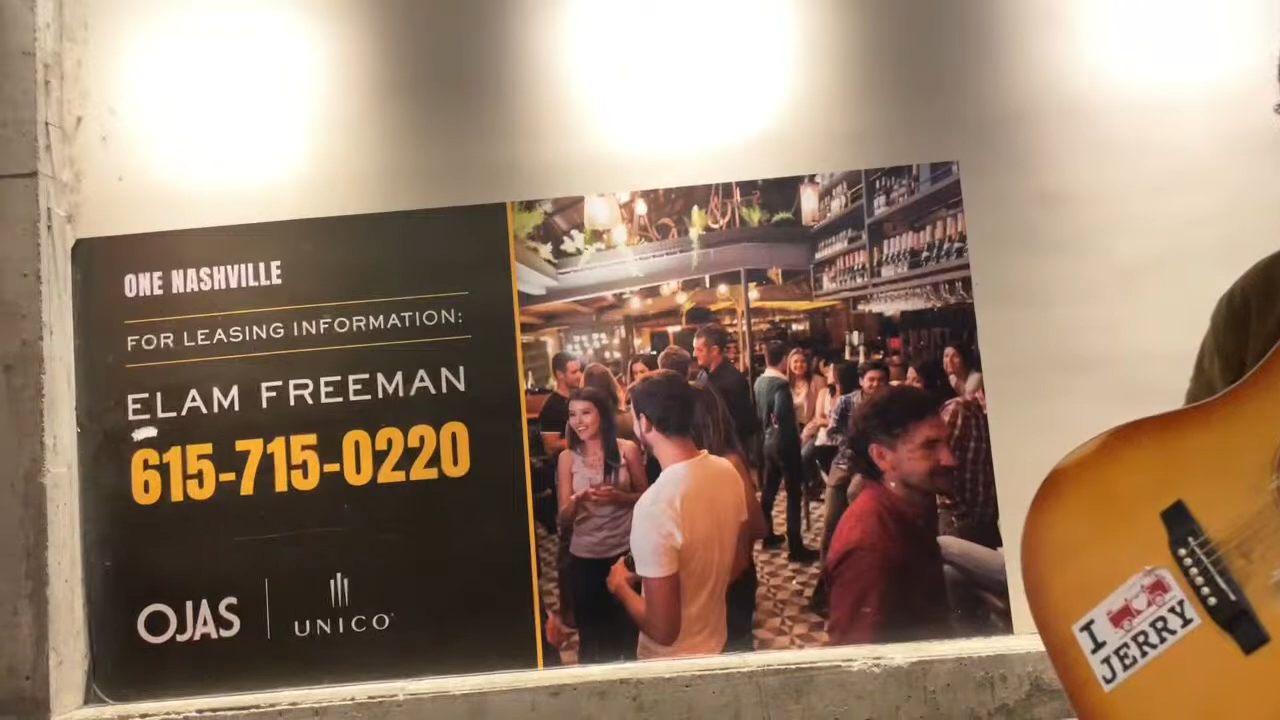 ONE NASHVILLE
FOR LEASING INFORMATION:
ELAM FREEMAN
615-715-0220
OJAS
UNICO
I
JERRY